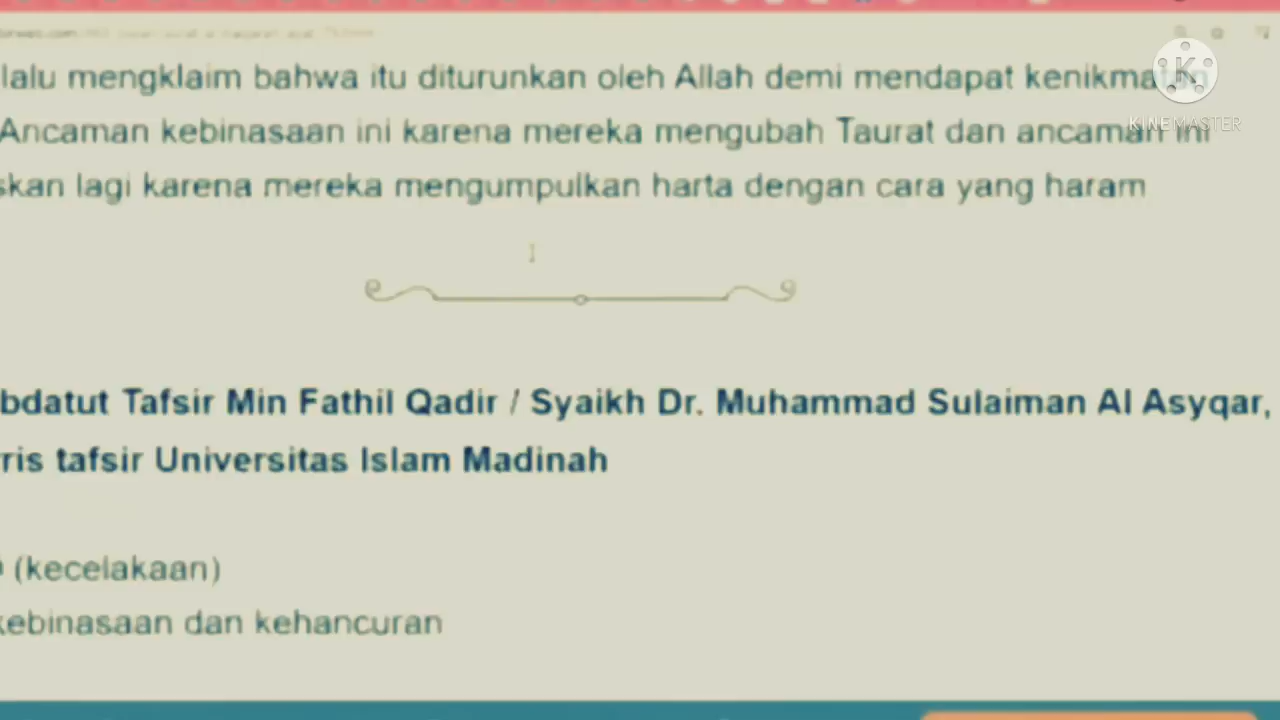 lalu mengklaim bahwa itu diturunkan oleh Allah demi mendapat
KINEMASTER
Ancaman kebinasaan ini karena mereka mengubah Taurat dan ancaman ini
skan lagi karena mereka mengumpulkan harta dengan cara yang haram
bdatut Tafsir Min Fathil Qadir / Syaikh Dr. Muhammad Sulaiman Al Asyqar,
ris tafsir Universitas Islam Madinah
(kecelakaan)
kebinasaan dan kehancuran